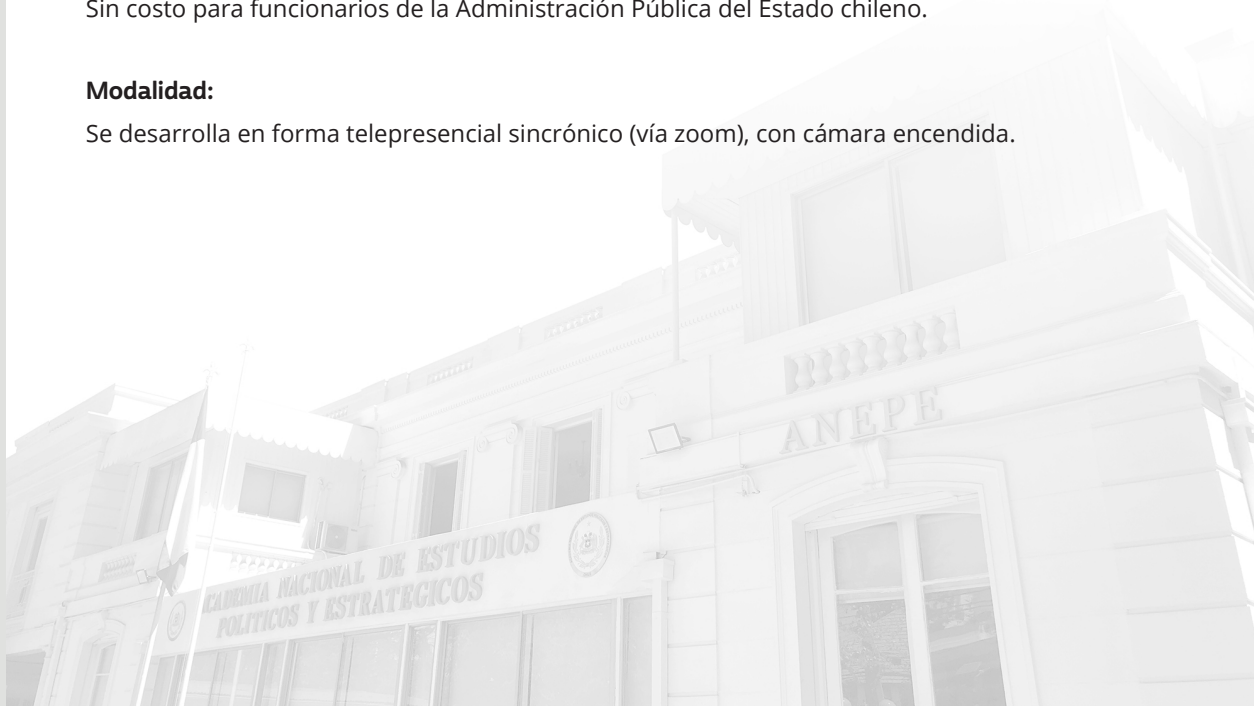 Sin costo para funcionarios de la Administración Pública del Estado chileno.
Modalidad:
Se desarrolla en forma telepresencial sincrónico (vía zoom), con cámara encendida.
ANEPE
ACADEMIA NACIONAL DE ESTUDIOS
POLITICOS Y ESTRATEGICOS